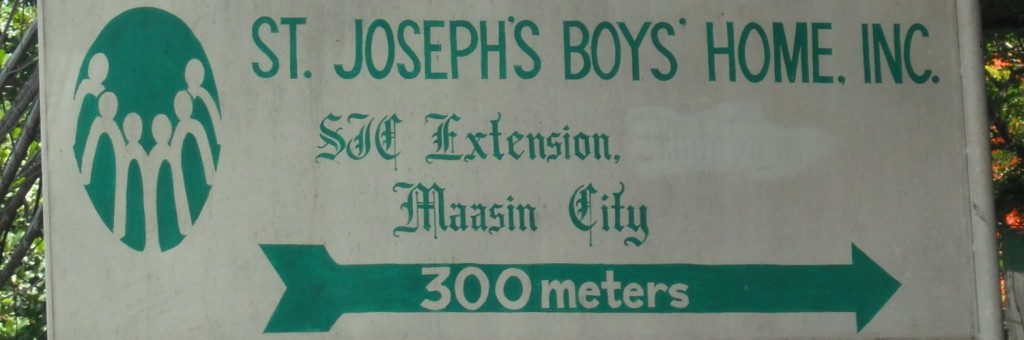 ST. JOSEPH'S BOYS' HOME, INC.
SJC Extension,
Maasin City
300 meters